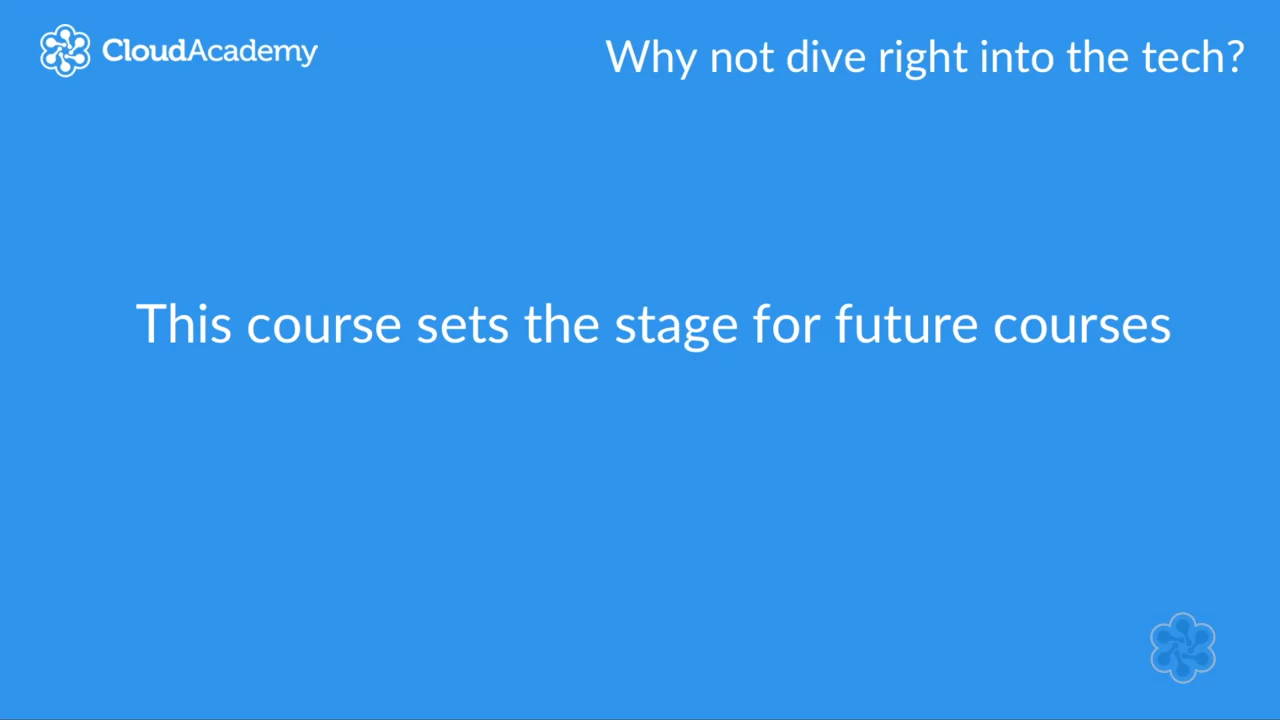 CloudAcademy
Why not dive right into the tech?
This course sets the stage for future courses